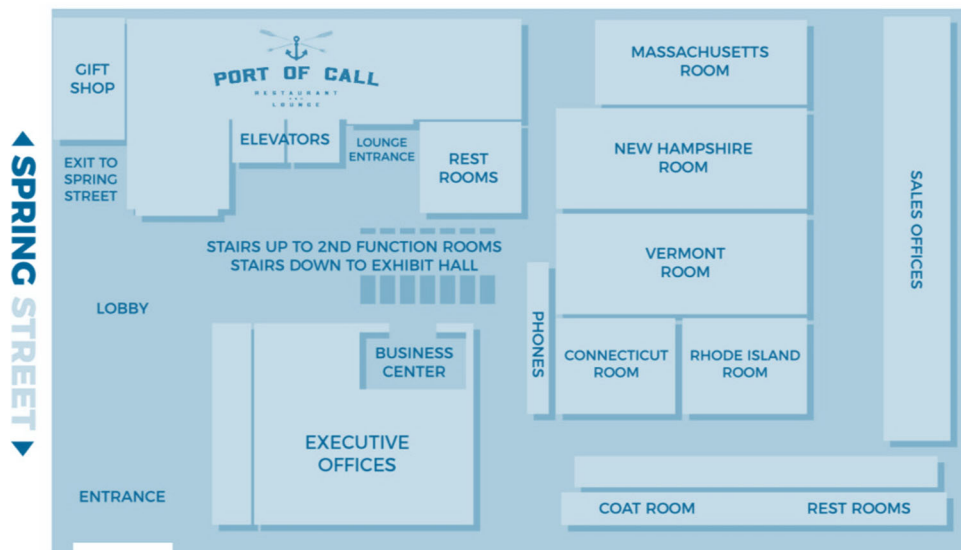 SPRING STREET
GIFT
SHOP
PORT OF CALL
RESTAURANT
AND
LOUNGE
ELEVATORS
LOUNGE
ENTRANCE
REST
ROOMS
EXIT TO
SPRING
STREET
STAIRS UP TO 2ND FUNCTION ROOMS
STAIRS DOWN TO EXHIBIT HALL
LOBBY
BUSINESS
CENTER
EXECUTIVE
OFFICES
ENTRANCE
PHONES
MASSACHUSETTS
ROOM
NEW HAMPSHIRE
ROOM
VERMONT
ROOM
CONNECTICUT
ROOM
RHODE ISLAND
ROOM
SALES OFFICES
COAT ROOM
REST ROOMS